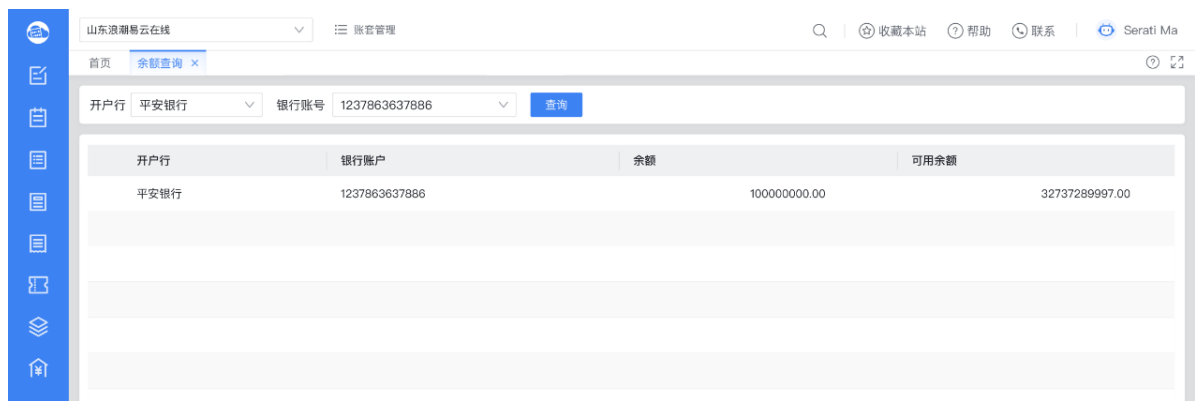 山东浪潮易云在线 账套管理 收藏本站 帮助 联系 Serati Ma
首页 余额查询 ×
开户行 平安银行 银行账号 1237863637886 查询
开户行 银行账户 余额 可用余额
平安银行 1237863637886 100000000.00 32737289997.00